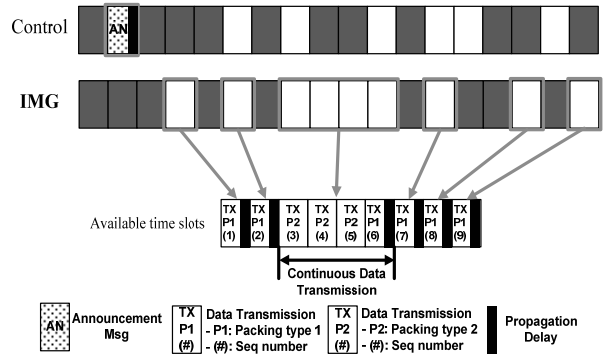 Control
AN
IMG
Available time slots
TX TX TX TX TX TX TX TX TX
P1 P1 P2 P2 P2 P1 P1 P1 P1
(1) (2) (3) (4) (5) (6) (7) (8) (9)
Continuous Data
Transmission
AN
Announcement
Msg
TX
P1
(#)
Data Transmission
- P1: Packing type 1
- (#): Seq number
TX
P2
(#)
Data Transmission
- P2: Packing type 2
- (#): Seq number
Propagation
Delay